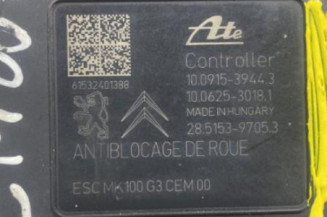 Ate
Controller
61532401388
10.0915-3944.3
10.0625-3018.1
MADE IN HUNGARY
28.5153-9705.3
ANTIBLOCAGE DE ROUE
ESC MK100 G3 CEM 00